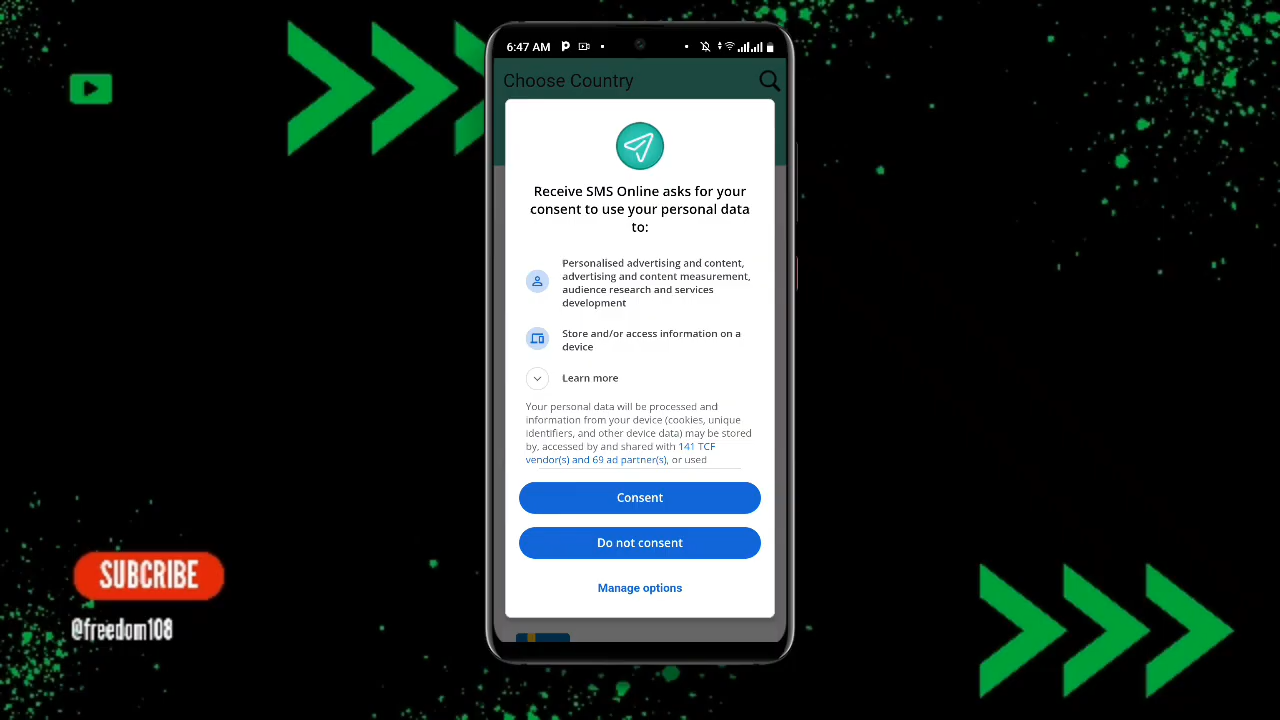 6:47 AM
Choose Country
Receive SMS Online asks for your
consent to use your personal data
to:
Personalised advertising and content,
advertising and content measurement,
audience research and services
development
Store and/or access information on a
device
Learn more
Your personal data will be processed and
information from your device (cookies, unique
identifiers, and other device data) may be stored
by, accessed by and shared with 141 TCF
vendor(s) and 69 ad partner(s), or used
Consent
Do not consent
Manage options
SUBCRIBE
@freedom108